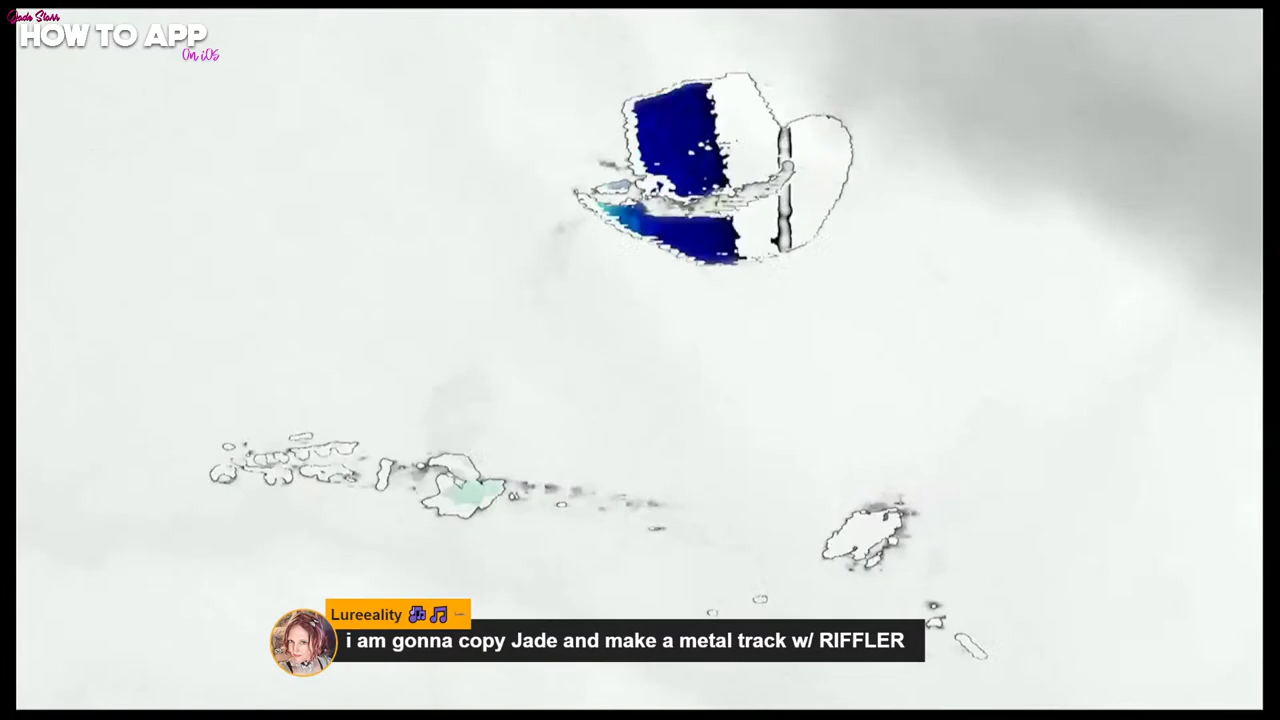 Jade Starr
HOW TO APP
On iOS
Lureeality
i am gonna copy Jade and make a metal track w/ RIFFLER